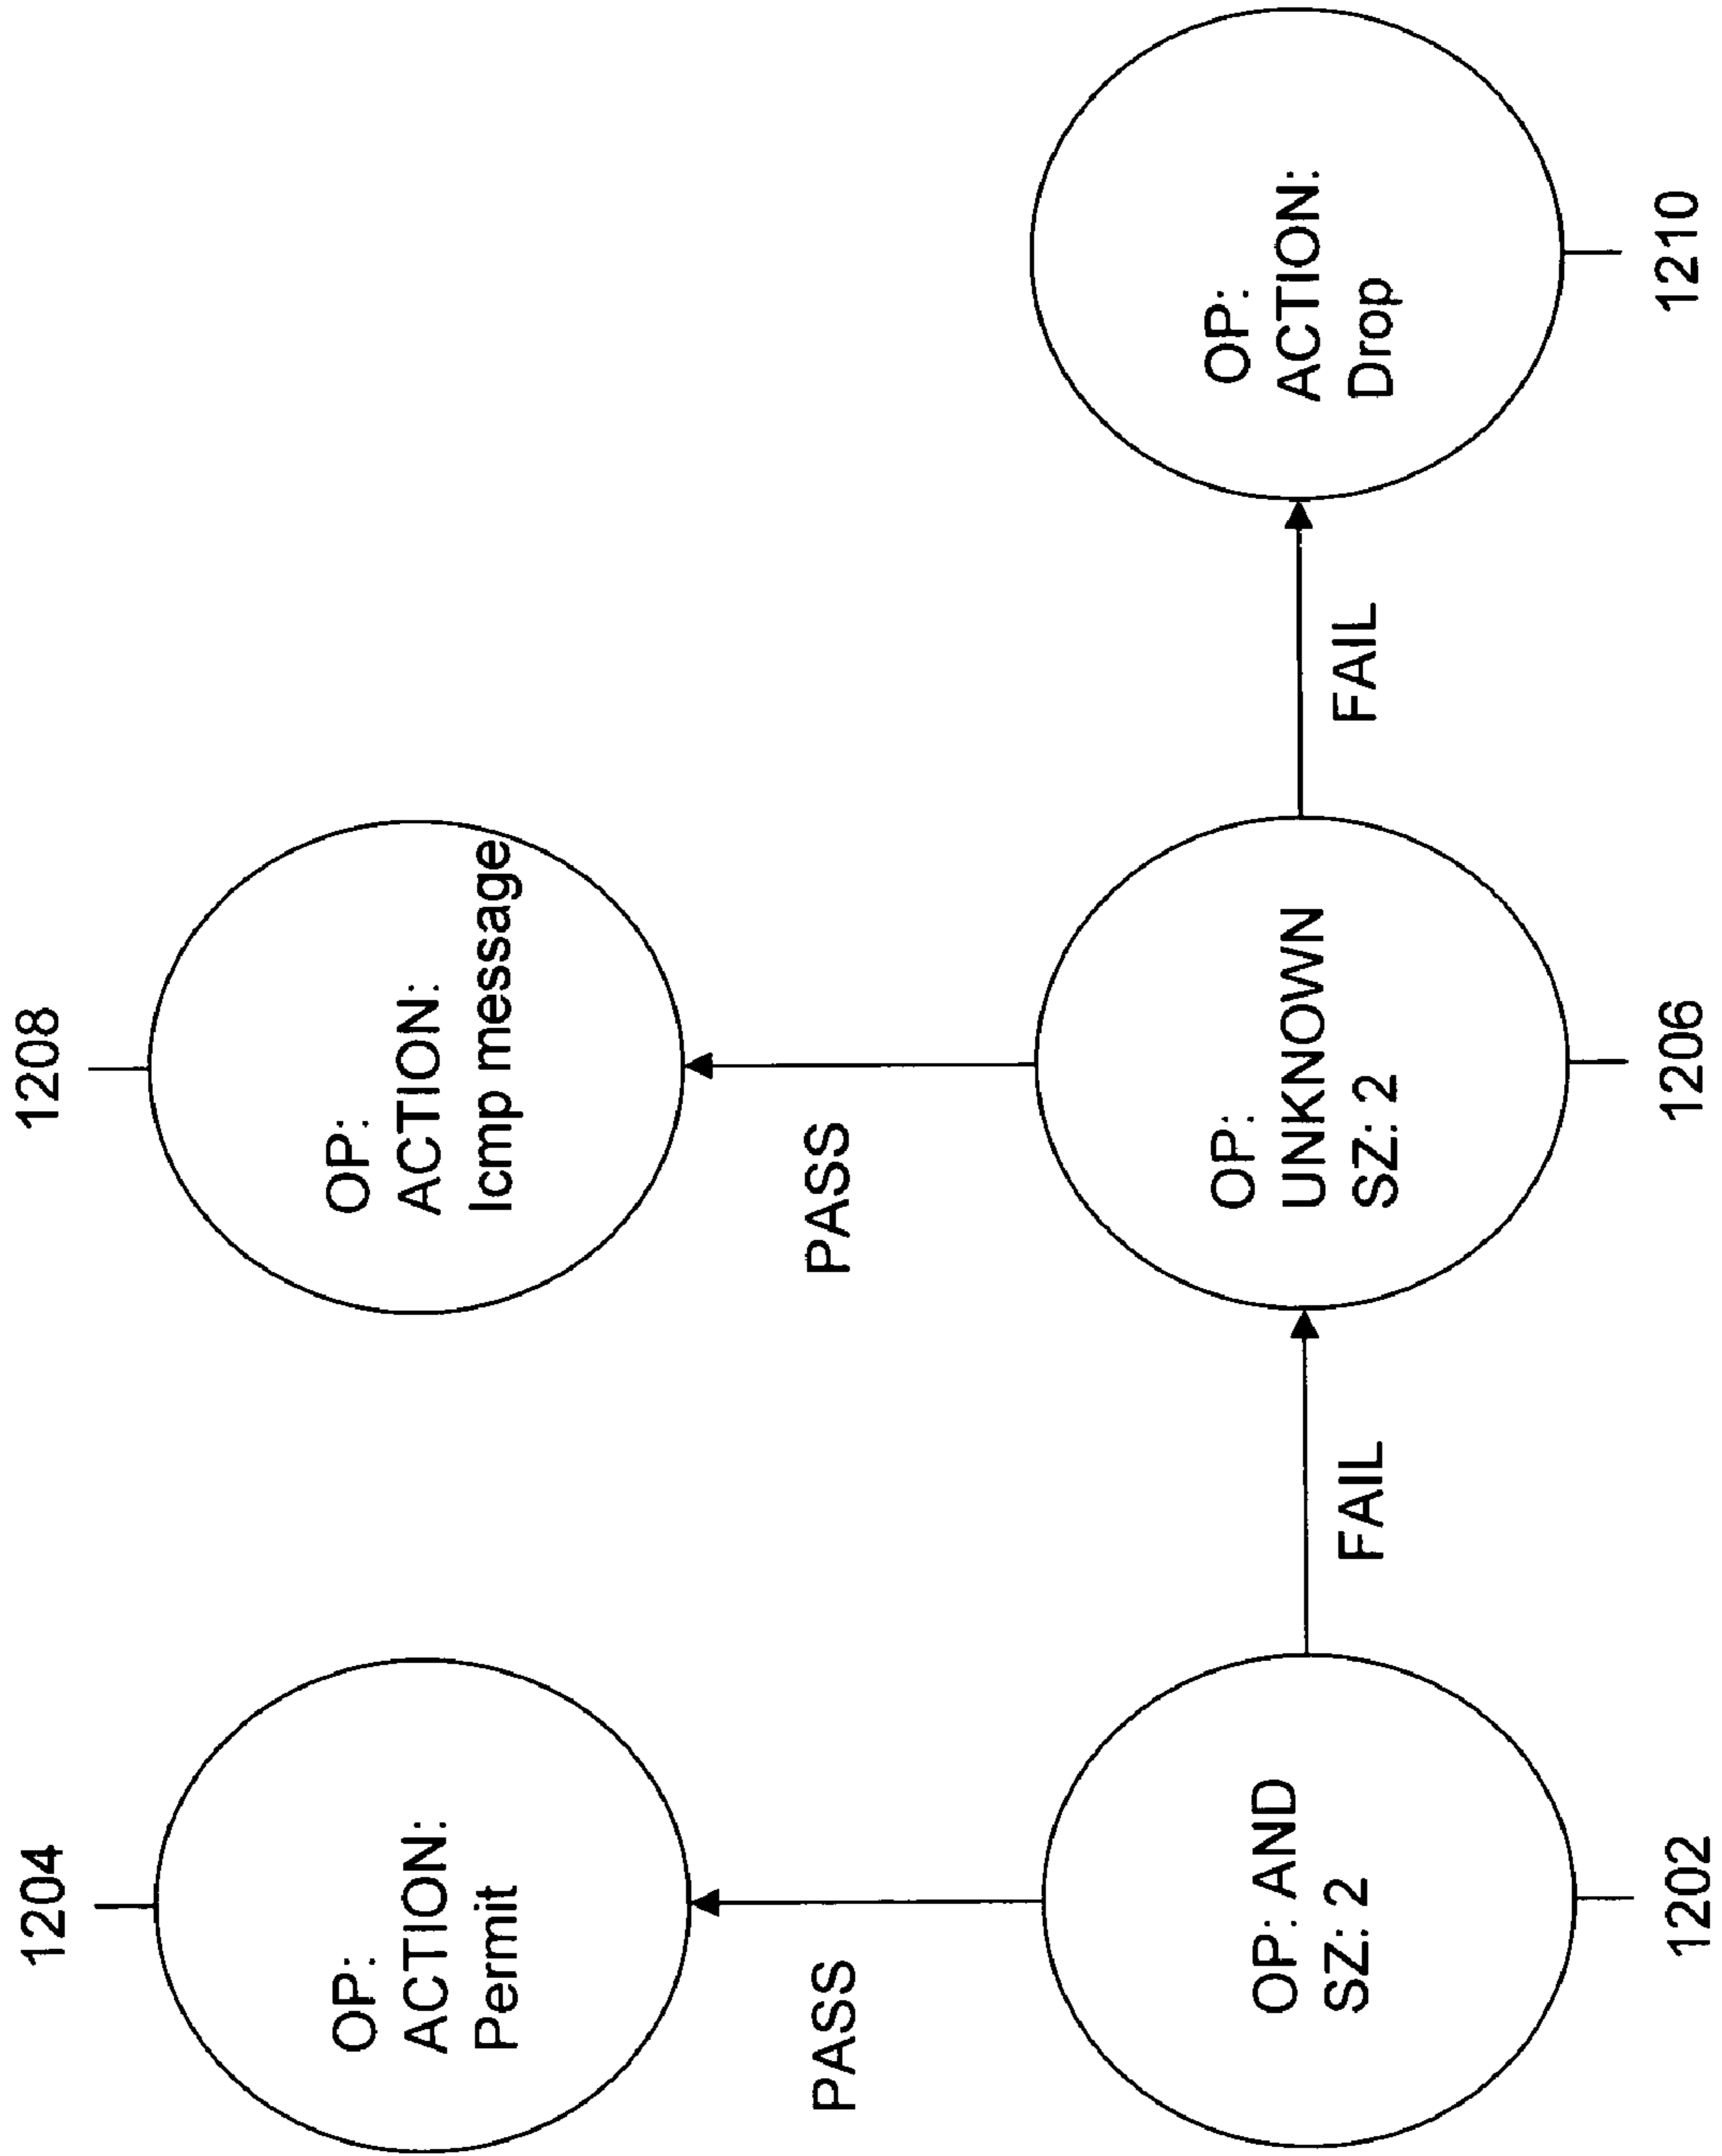 1204
OP:
ACTION:
Permit
PASS
OP: AND
SZ: 2
1202
FAIL
1208
OP:
ACTION:
Icmp message
PASS
OP:
UNKNOWN
SZ: 2
1206
FAIL
OP:
ACTION:
Drop
1210